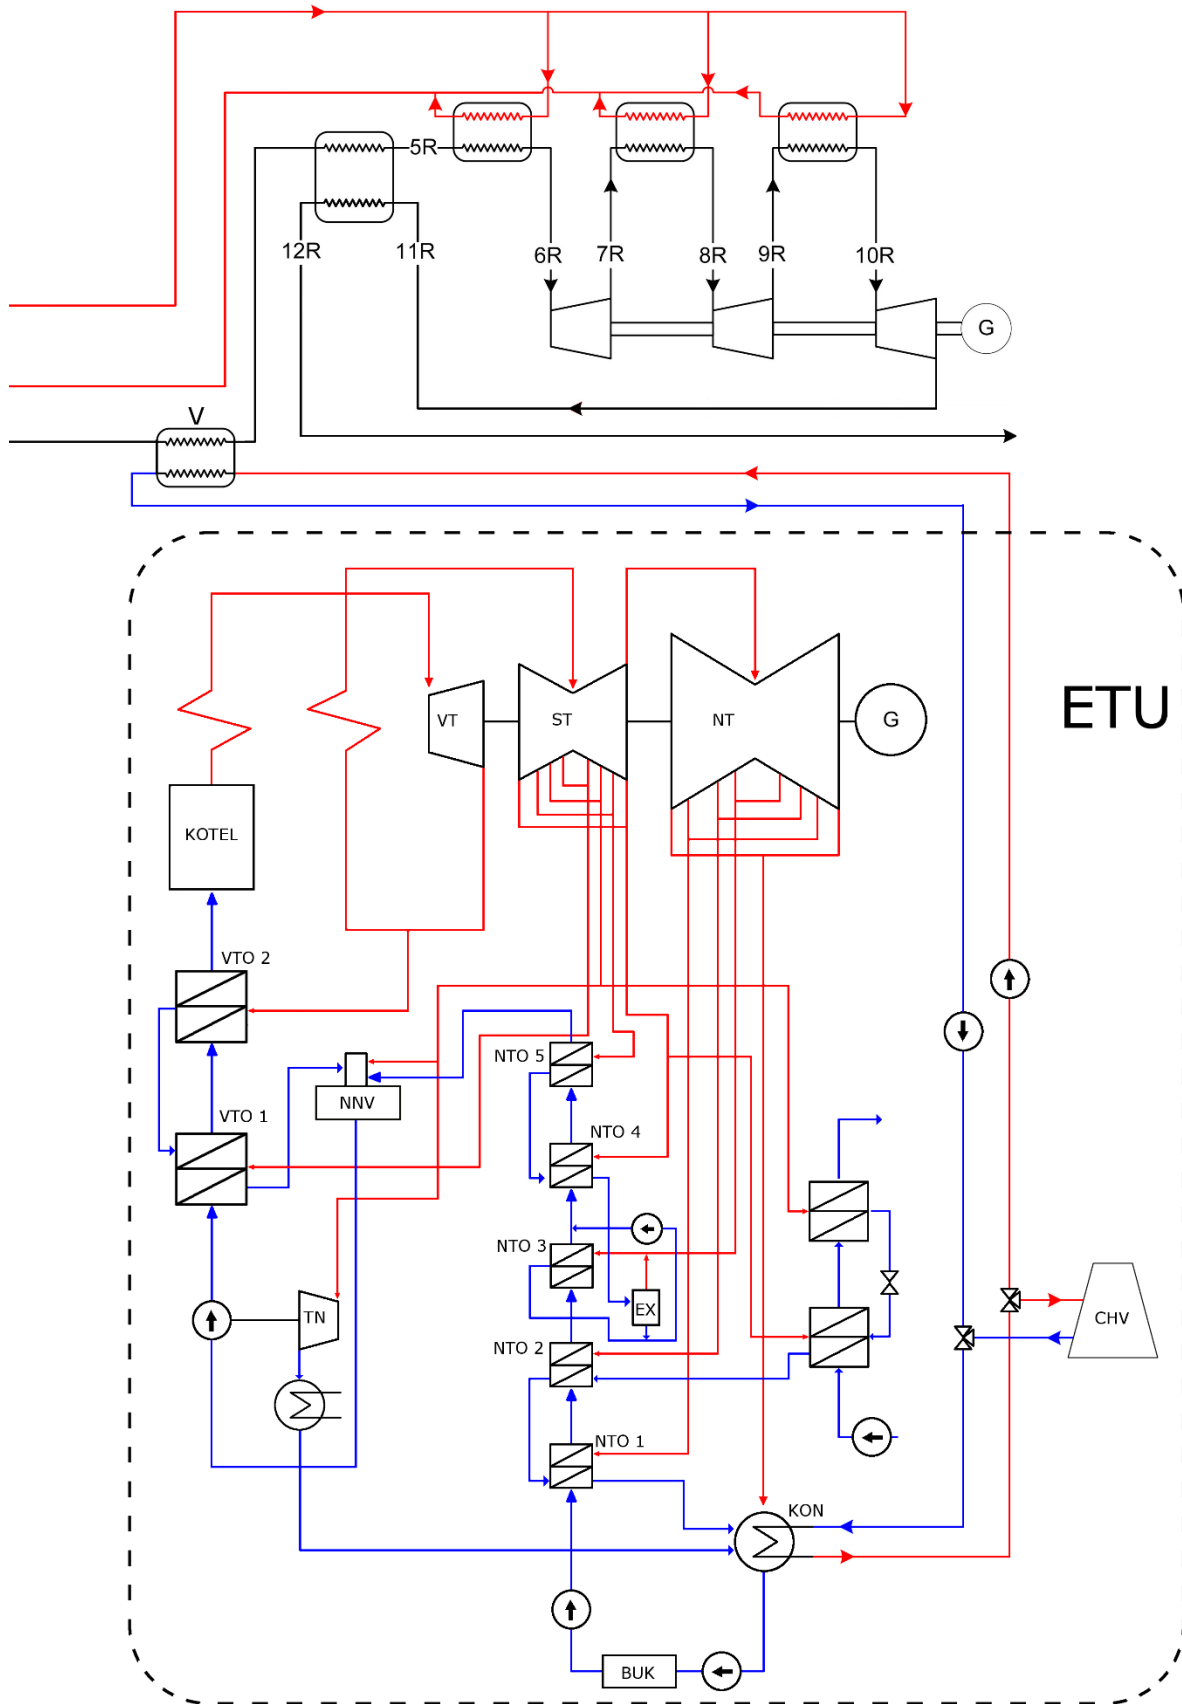 5R
12R
11R
6R
7R
8R
9R
10R
G
V
ETU
VT
ST
NT
G
KOTEL
VTO 2
NTO 5
NNV
VTO 1
NTO 4
NTO 3
EX
TN
CHV
NTO 2
NTO 1
KON
BUK